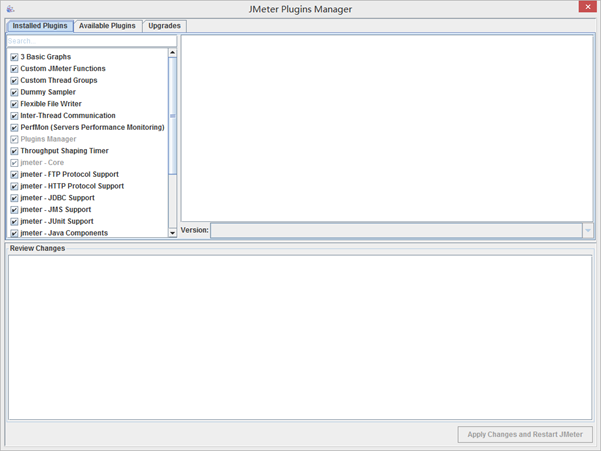 JMeter Plugins Manager
Installed Plugins Available Plugins Upgrades
Search...
3 Basic Graphs
Custom JMeter Functions
Custom Thread Groups
Dummy Sampler
Flexible File Writer
Inter-Thread Communication
PerfMon (Servers Performance Monitoring)
Plugins Manager
Throughput Shaping Timer
jmeter - Core
jmeter - FTP Protocol Support
jmeter - HTTP Protocol Support
jmeter - JDBC Support
jmeter - JMS Support
jmeter - JUnit Support
jmeter - Java Components
Version:
Review Changes
Apply Changes and Restart JMeter